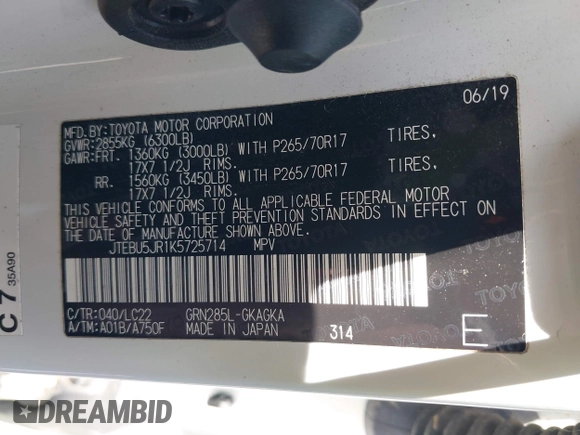 06/19
MFD.BY:TOYOTA MOTOR CORPORATION
GVWR:2855KG (6300LB)
GAWR:FRT. 1360KG (3000LB) WITH P265/70R17 TIRES,
17X7 1/2J RIMS.
RR. 1560KG (3450LB) WITH P265/70R17 TIRES,
17X7 1/2J RIMS.
THIS VEHICLE CONFORMS TO ALL APPLICABLE FEDERAL MOTOR
VEHICLE SAFETY AND THEFT PREVENTION STANDARDS IN EFFECT ON
THE DATE OF MANUFACTURE SHOWN ABOVE.
JTEBU5JR1K5725714 MPV
C/TR:040/LC22 GRN285L-GKAGKA
A/TM:A01B/A750F MADE IN JAPAN 314 E
C 7
35A90
DREAMBID